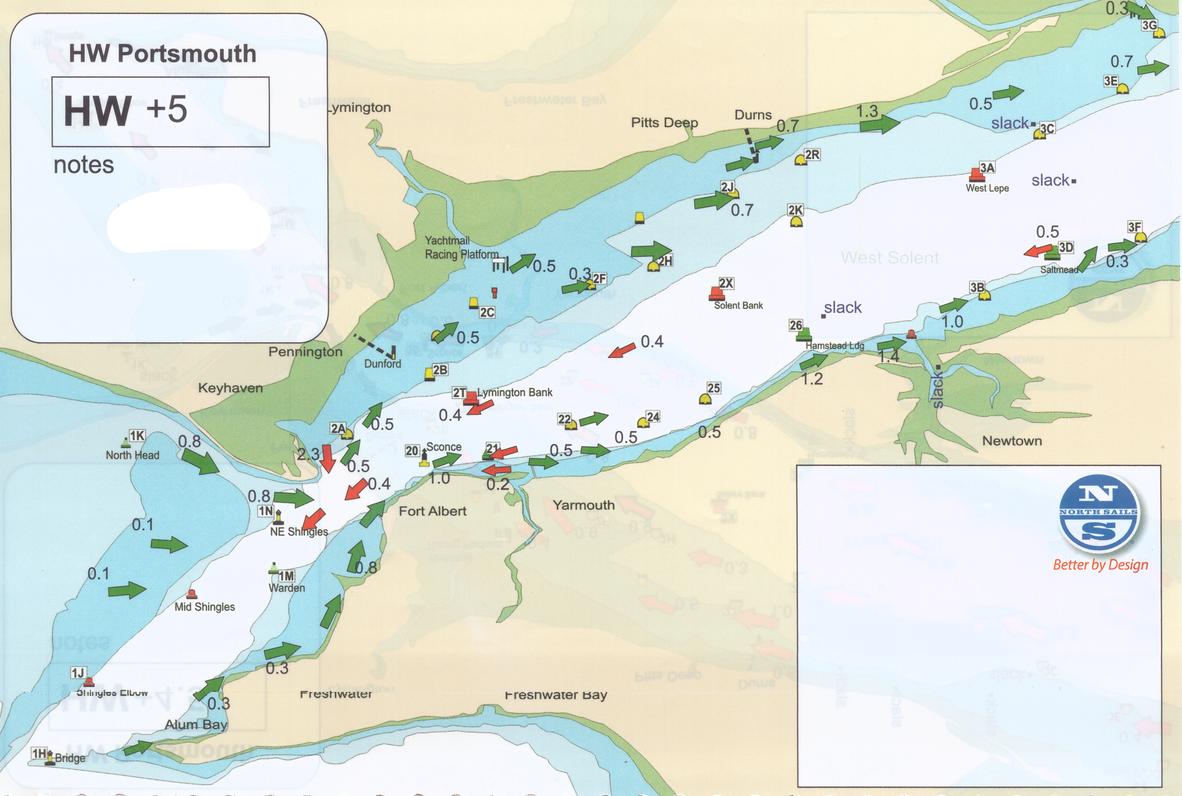 HW Portsmouth
HW +5
notes
Lymington
Pitts Deep
Durns
0.7
1.3
0.5
slack
3C
0.3
3G
0.7
3E
2R
2J
0.7
2K
3A
West Lepe
slack
Yachtmail
Racing Platform
0.5
0.3
2F
2H
2X
Solent Bank
West Solent
0.5
3D
Saltmead
3F
0.3
2C
0.5
3B
1.0
slack
26
Hamstead Ldg
1.4
1.2
slack
Newtown
Pennington
Dunford
2B
0.4
2T
Lymington Bank
0.4
25
Keyhaven
2A
0.5
22
24
0.5
0.5
0.5
1K
North Head
0.8
2.3
0.5
20
Sconce
1.0
21
0.2
0.4
0.8
1N
NE Shingles
Fort Albert
Yarmouth
0.1
0.1
0.8
1M
Warden
Mid Shingles
0.3
1J
Shingles Elbow
0.3
Freshwater
Freshwater Bay
Alum Bay
1H
Bridge
N
NORTH SAILS
S
Better by Design